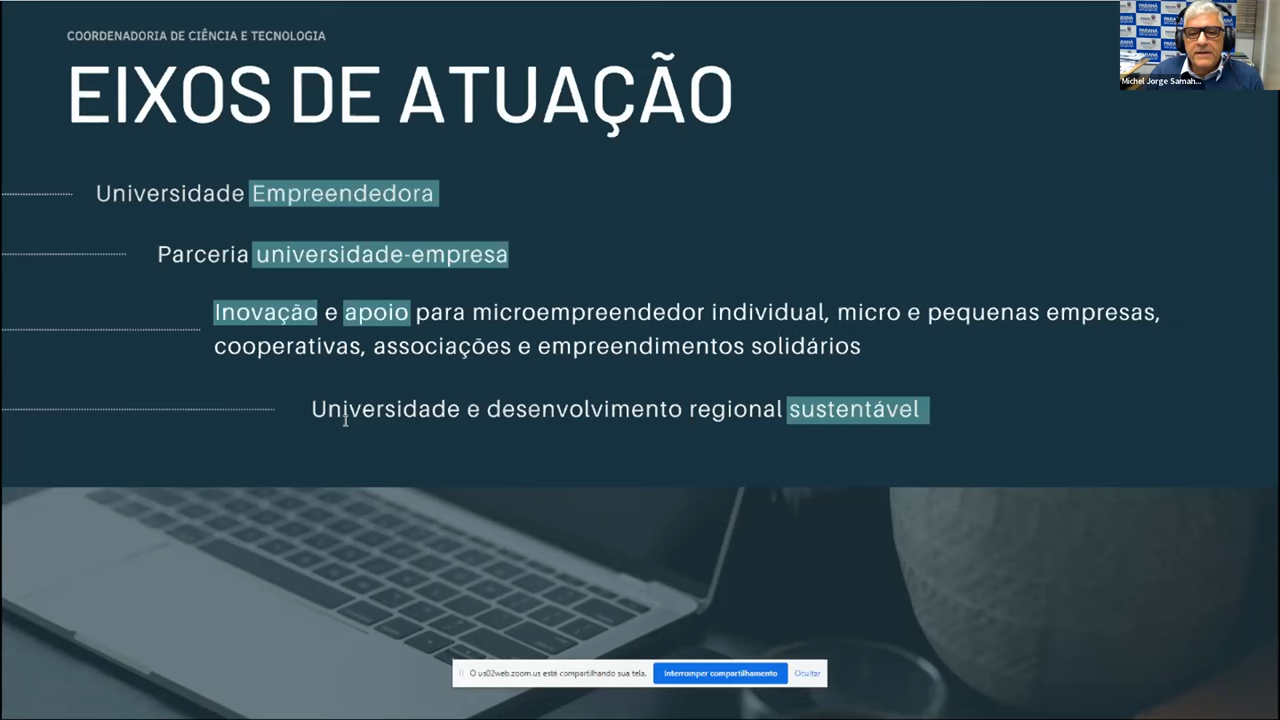 COORDENADORIA DE CIÊNCIA E TECNOLOGIA
EIXOS DE ATUAÇÃO
Universidade Empreendedora
Parceria universidade-empresa
Inovação e apoio para microempreendedor individual, micro e pequenas empresas,
cooperativas, associações e empreendimentos solidários
Universidade e desenvolvimento regional sustentável
Michel Jorge Samah...
O us02web.zoom.us está compartilhando sua tela.
Interromper compartilhamento
Ocultar
PARANÁ